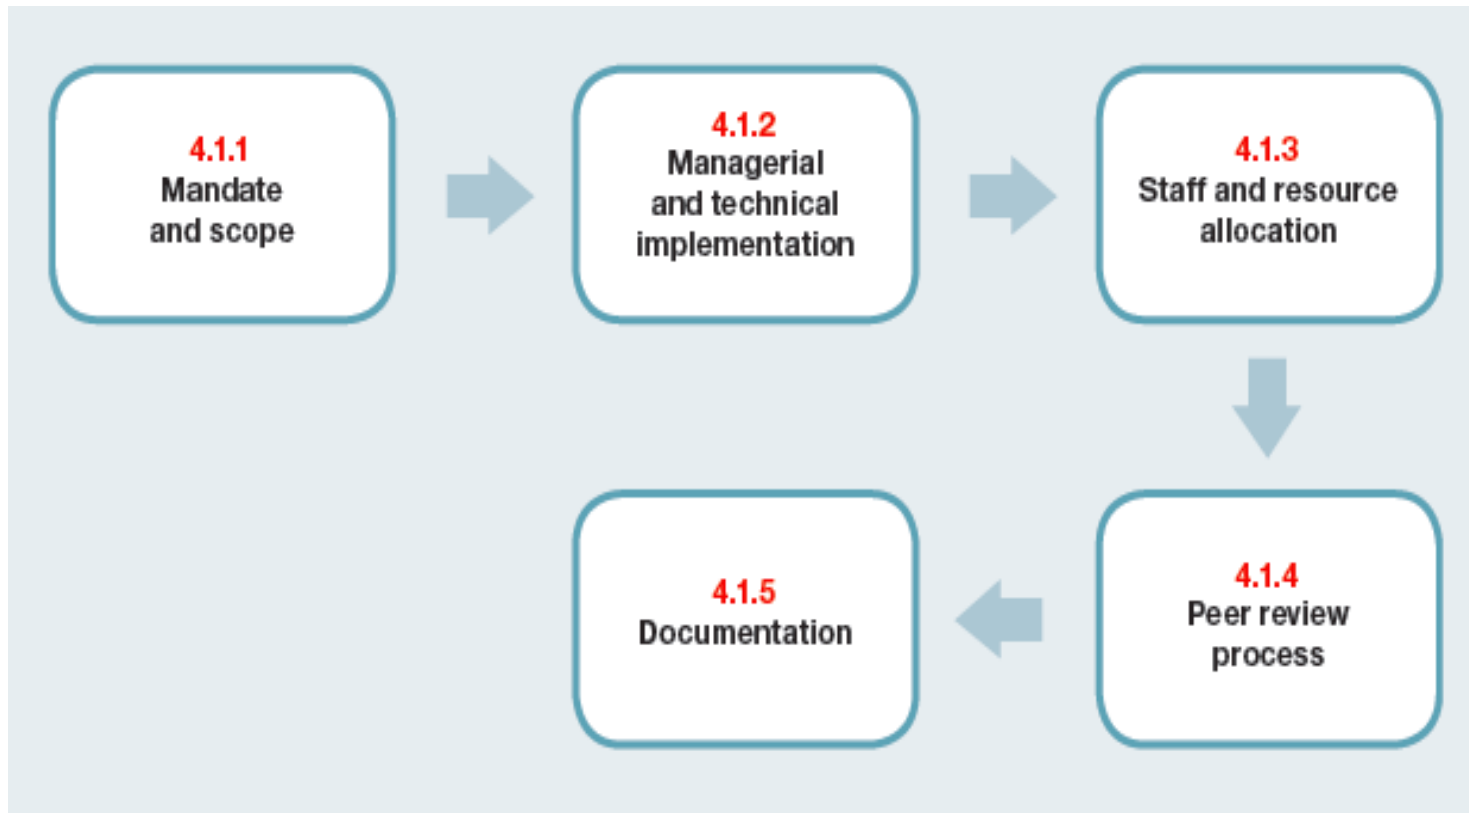 4.1.1
Mandate
and scope
4.1.2
Managerial
and technical
implementation
4.1.3
Staff and resource
allocation
4.1.4
Peer review
process
4.1.5
Documentation